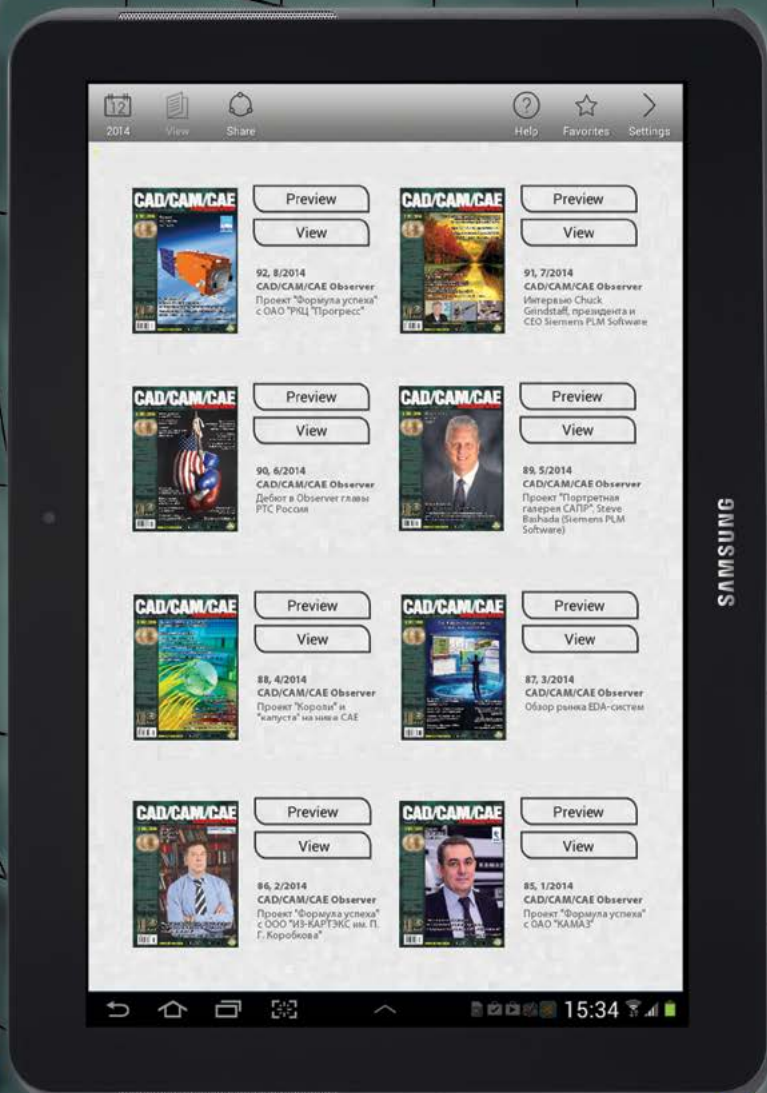 12
2014
View
Share
?
Help
Favorites
Settings
CAD/CAM/CAE
Preview
View
92, 8/2014
CAD/CAM/CAE Observer
Проект "Формула успеха"
с ОАО "РКЦ "Прогресс"
CAD/CAM/CAE
Preview
View
91, 7/2014
CAD/CAM/CAE Observer
Интервью Chuck
Grindstaff, президента и
CEO Siemens PLM Software
CAD/CAM/CAE
Preview
View
90, 6/2014
CAD/CAM/CAE Observer
Дебют в Observer главы
PTC Россия
CAD/CAM/CAE
Preview
View
89, 5/2014
CAD/CAM/CAE Observer
Проект "Портретная
галерея САПР", Steve
Bashada (Siemens PLM
Software)
CAD/CAM/CAE
Preview
View
88, 4/2014
CAD/CAM/CAE Observer
Проект "Короли" и
"капуста" на ниве CAE
CAD/CAM/CAE
Preview
View
87, 3/2014
CAD/CAM/CAE Observer
Обзор рынка EDA-систем
CAD/CAM/CAE
Preview
View
86, 2/2014
CAD/CAM/CAE Observer
Проект "Формула успеха"
с ООО "ИЗ-КАРТЭКС им. П.
Г. Коробкова"
CAD/CAM/CAE
КАМАЗ
Preview
View
85, 1/2014
CAD/CAM/CAE Observer
Проект "Формула успеха"
с ОАО "КАМАЗ"
15:34
SAMSUNG